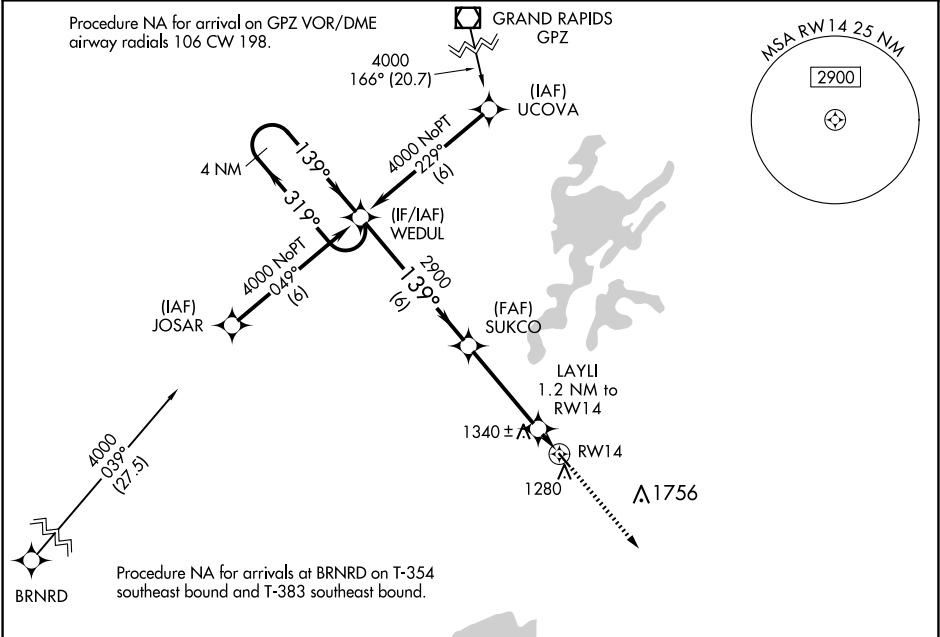 Procedure NA for arrival on GPZ VOR/DME
airway radials 106 CW 198.
GRAND RAPIDS
GPZ
4000
166° (20.7)
(IAF)
UCOVA
MSA RW14 25 NM
2900
4000 NoPT
229°
(6)
4 NM
139°
319°
(IF/IAF)
WEDUL
4000 NoPT
049°
(6)
2900
139°
(6)
(IAF)
JOSAR
(FAF)
SUKCO
LAYLI
1.2 NM to
RW14
1340 ±
RW14
1280
1756
4000
039°
(27.5)
BRNRD
Procedure NA for arrivals at BRNRD on T-354
southeast bound and T-383 southeast bound.